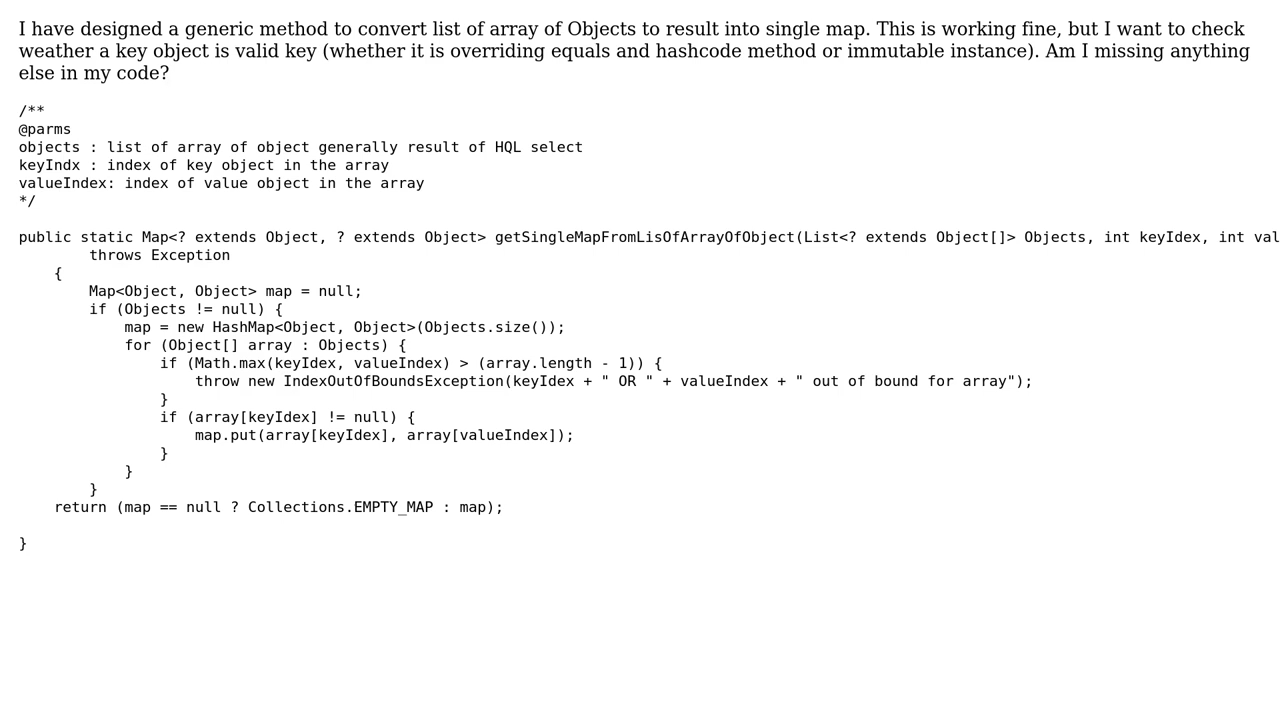 I have designed a generic method to convert list of array of Objects to result into single map. This is working fine, but I want to check
weather a key object is valid key (whether it is overriding equals and hashcode method or immutable instance). Am I missing anything
else in my code?
/**
@parms
objects : list of array of object generally result of HQL select
keyIndx : index of key object in the array
valueIndex: index of value object in the array
*/
public static Map<? extends Object, ? extends Object> getSingleMapFromLisOfArrayOfObject(List<? extends Object[]> Objects, int keyIdex, int val
        throws Exception
    {
        Map<Object, Object> map = null;
        if (Objects != null) {
            map = new HashMap<Object, Object>(Objects.size());
            for (Object[] array : Objects) {
                if (Math.max(keyIdex, valueIndex) > (array.length - 1)) {
                    throw new IndexOutOfBoundsException(keyIdex + " OR " + valueIndex + " out of bound for array");
                }
                if (array[keyIdex] != null) {
                    map.put(array[keyIdex], array[valueIndex]);
                }
            }
        }
    return (map == null ? Collections.EMPTY_MAP : map);
}